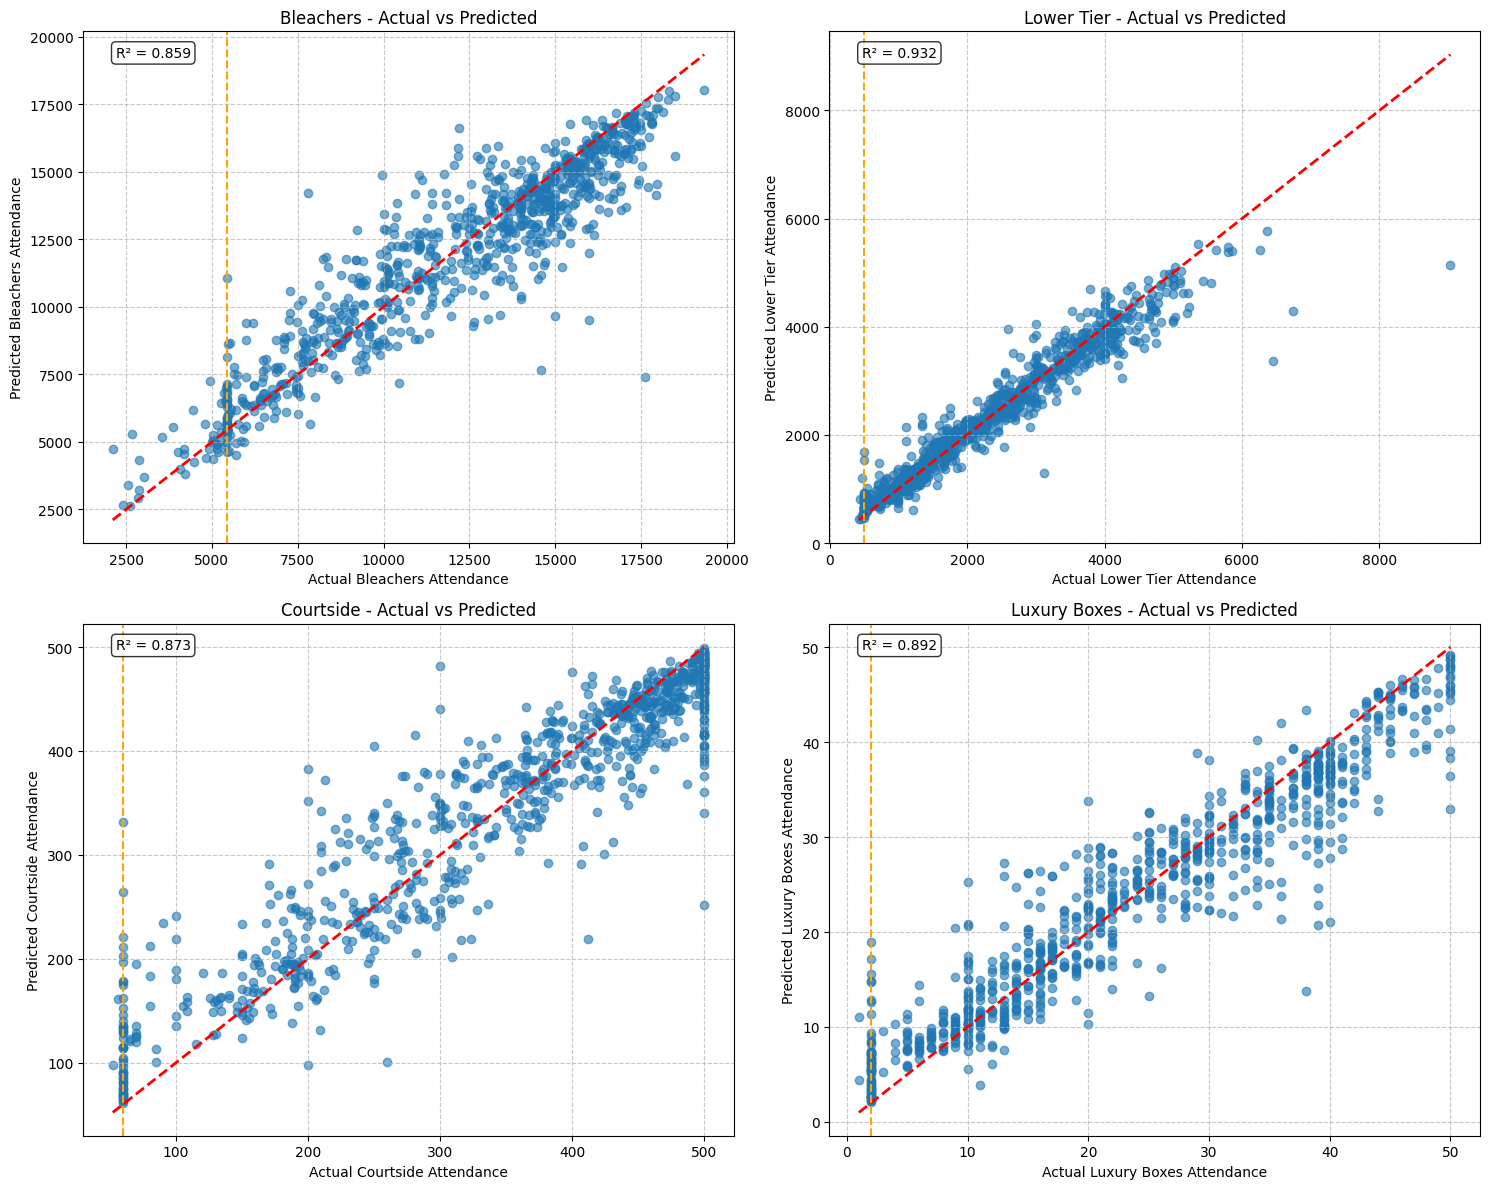 Bleachers - Actual vs Predicted
R² = 0.859
Predicted Bleachers Attendance
20000
17500
15000
12500
10000
7500
5000
2500
2500 5000 7500 10000 12500 15000 17500 20000
Actual Bleachers Attendance
Lower Tier - Actual vs Predicted
R² = 0.932
Predicted Lower Tier Attendance
8000
6000
4000
2000
0
0 2000 4000 6000 8000
Actual Lower Tier Attendance
Courtside - Actual vs Predicted
R² = 0.873
Predicted Courtside Attendance
500
400
300
200
100
100 200 300 400 500
Actual Courtside Attendance
Luxury Boxes - Actual vs Predicted
R² = 0.892
Predicted Luxury Boxes Attendance
50
40
30
20
10
0
0 10 20 30 40 50
Actual Luxury Boxes Attendance